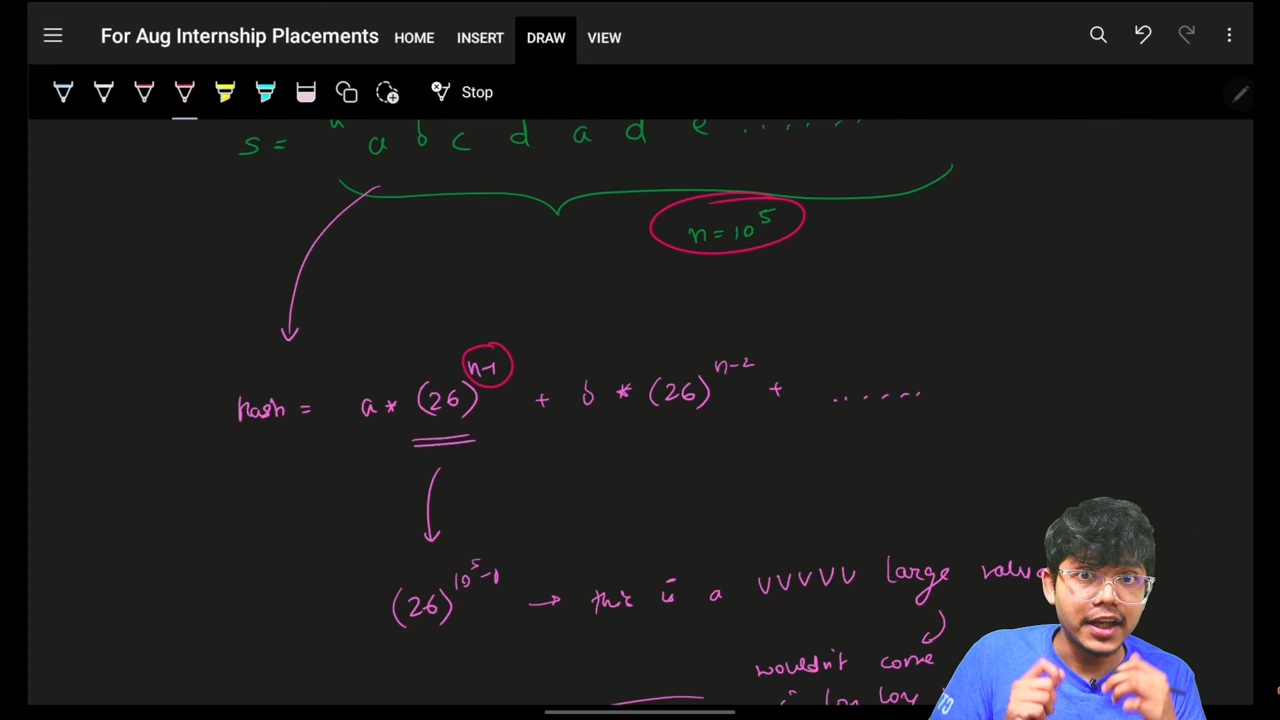 For Aug Internship Placements HOME INSERT DRAW VIEW
Stop
s = " a b c d a d e .......
n = 10^5
hash = a * (26)^n-1 + b * (26)^n-2 + ......
(26)^10^5-1 → this is a VVVVV large value
wouldn't come
long